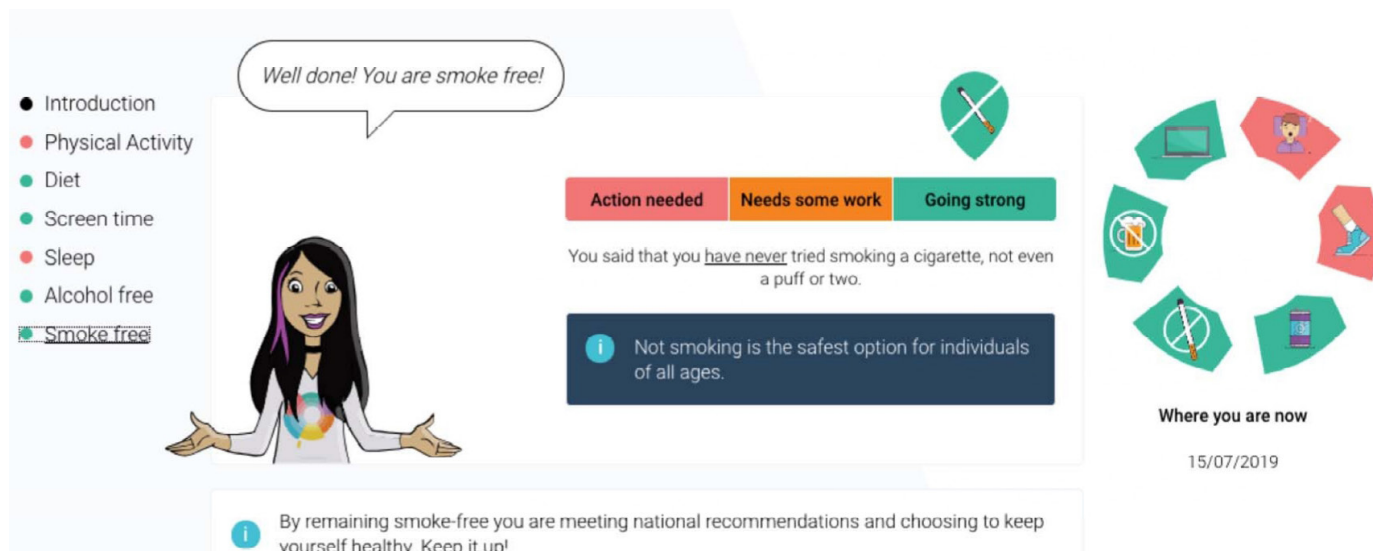 Well done! You are smoke free!
Introduction
Physical Activity
Diet
Screen time
Sleep
Alcohol free
Smoke free
Action needed
Needs some work
Going strong
You said that you have never tried smoking a cigarette, not even
a puff or two.
i
Not smoking is the safest option for individuals
of all ages.
Where you are now
15/07/2019
i
By remaining smoke-free you are meeting national recommendations and choosing to keep
yourself healthy. Keep it up!